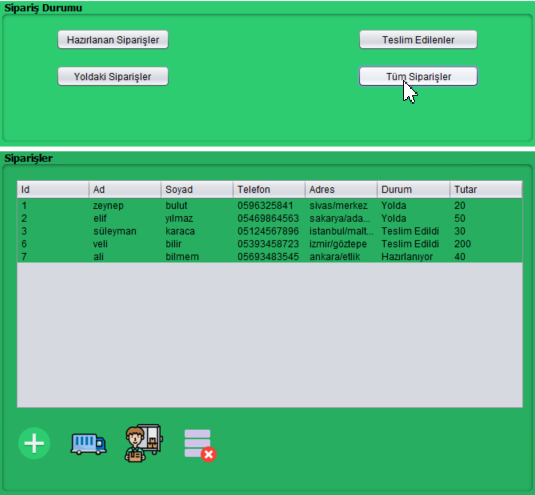 Sipariş Durumu
Hazırlanan Siparişler Teslim Edilenler
Yoldaki Siparişler Tüm Siparişler
Siparişler
Id Ad Soyad Telefon Adres Durum Tutar
1 zeynep bulut 0596325841 sivas/merkez Yolda 20
2 elif yılmaz 05469864563 sakarya/ada... Yolda 50
3 süleyman karaca 05124567896 istanbul/malt... Teslim Edildi 30
6 veli bilir 05393458723 izmir/göztepe Teslim Edildi 200
7 ali bilmem 05693483545 ankara/etlik Hazırlanıyor 40